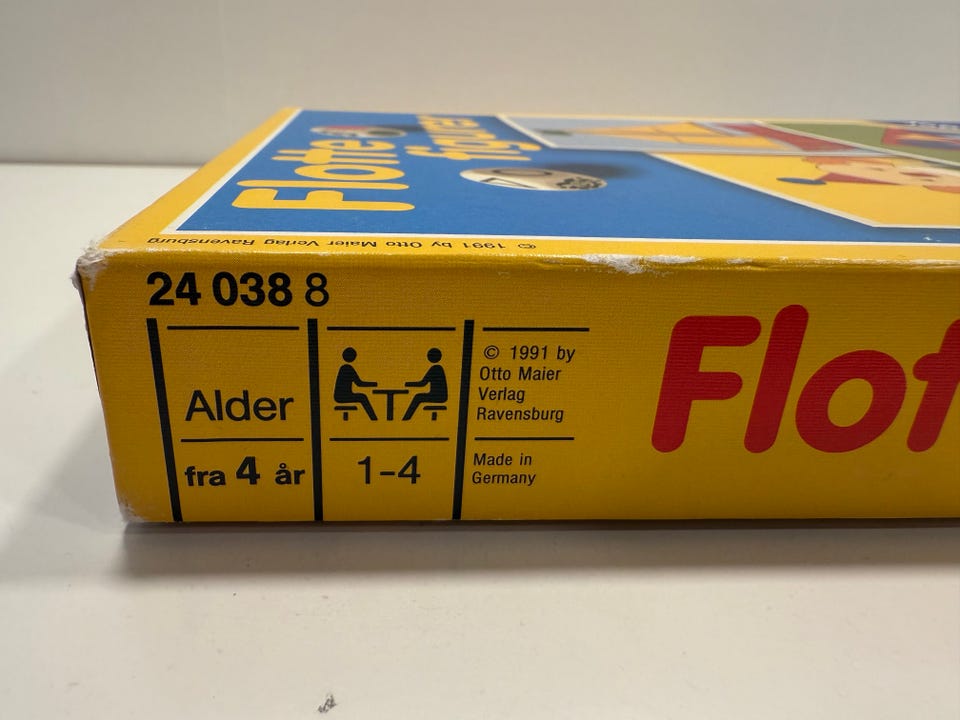 Flotte
figurer
© 1991 by Otto Maier Verlag Ravensburg
24 038 8
Alder
fra 4 år
1-4
© 1991 by
Otto Maier
Verlag
Ravensburg
Made in
Germany
Flot